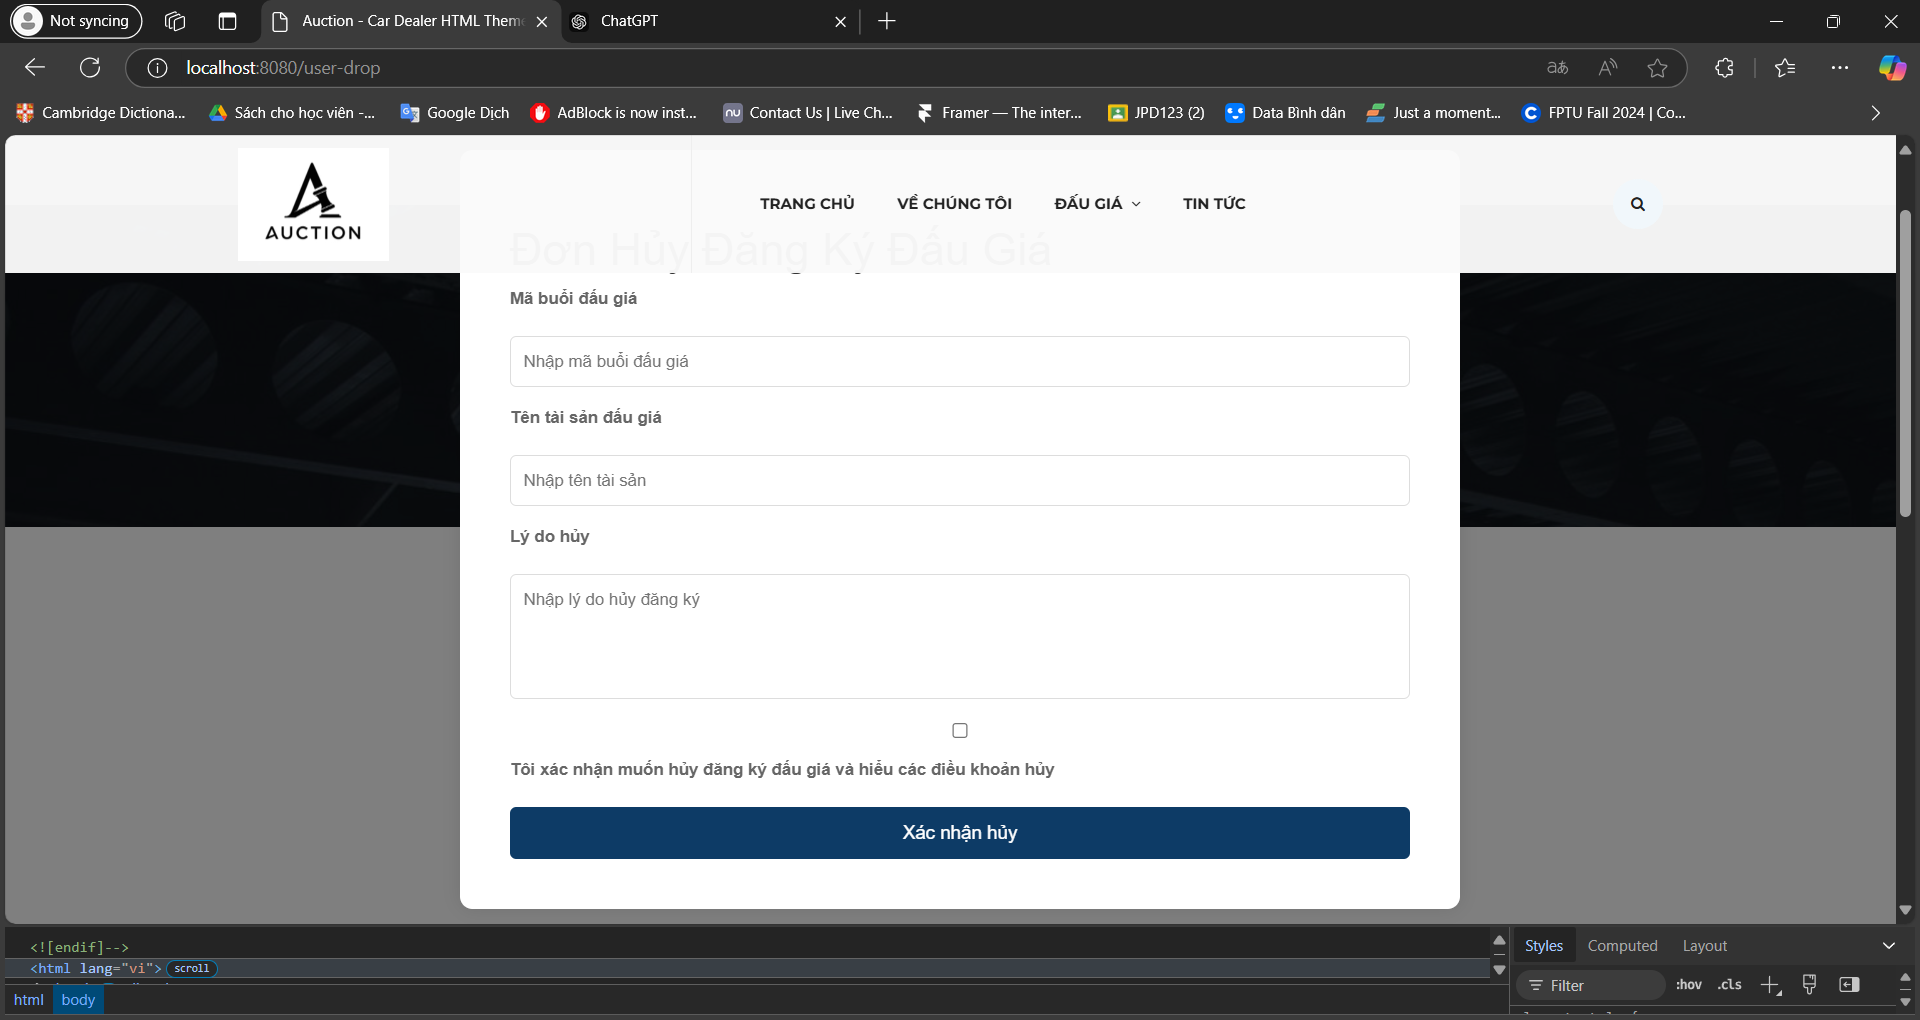 Not syncing
Auction - Car Dealer HTML Them
ChatGPT
localhost:8080/user-drop
Cambridge Dictiona...
Sách cho học viên -...
Google Dịch
AdBlock is now inst...
Contact Us | Live Ch...
Framer — The inter...
JPD123 (2)
Data Bình dân
Just a moment...
FPTU Fall 2024 | Co...
AUCTION
TRANG CHỦ
VỀ CHÚNG TÔI
ĐẤU GIÁ
TIN TỨC
Đơn Hủy Đăng Ký Đấu Giá
Mã buổi đấu giá
Nhập mã buổi đấu giá
Tên tài sản đấu giá
Nhập tên tài sản
Lý do hủy
Nhập lý do hủy đăng ký
Tôi xác nhận muốn hủy đăng ký đấu giá và hiểu các điều khoản hủy
Xác nhận hủy
<![endif]-->
<html lang="vi"> scroll
html body
Styles Computed Layout
Filter :hov .cls